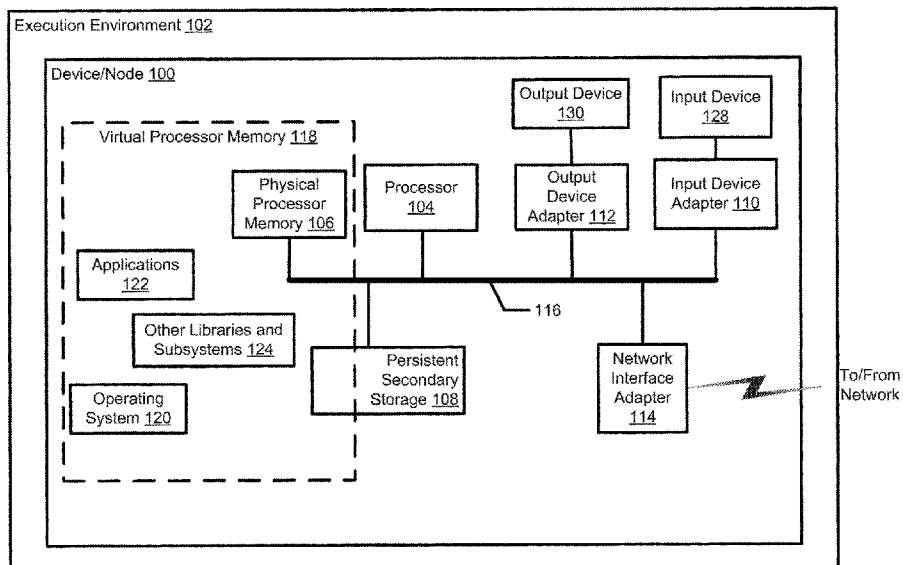 Execution Environment 102
Device/Node 100
Output Device
130
Input Device
128
Virtual Processor Memory 118
Physical
Processor
Memory 106
Processor
104
Output
Device
Adapter 112
Input Device
Adapter 110
Applications
122
116
Other Libraries and
Subsystems 124
Persistent
Secondary
Storage 108
Network
Interface
Adapter
114
To/From
Network
Operating
System 120